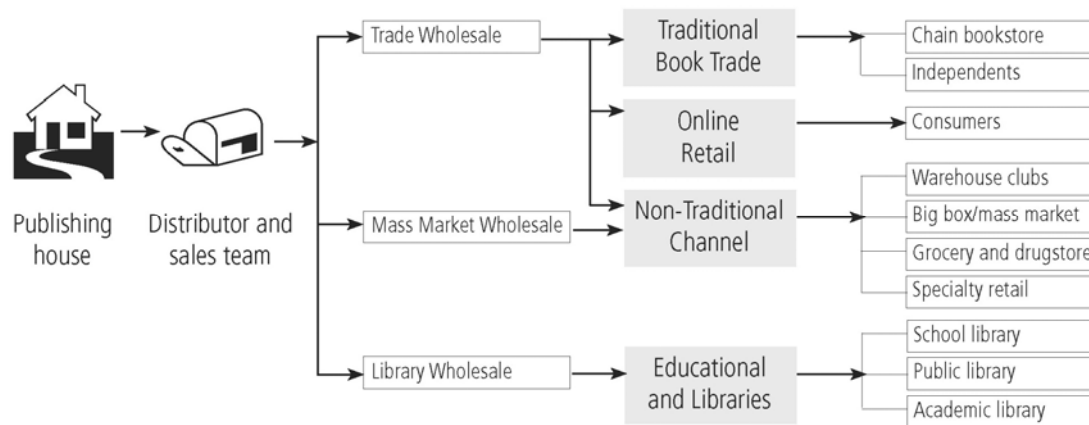 Publishing
house
Distributor and
sales team
Trade Wholesale
Mass Market Wholesale
Library Wholesale
Traditional
Book Trade
Online
Retail
Non-Traditional
Channel
Educational
and Libraries
Chain bookstore
Independents
Consumers
Warehouse clubs
Big box/mass market
Grocery and drugstore
Specialty retail
School library
Public library
Academic library